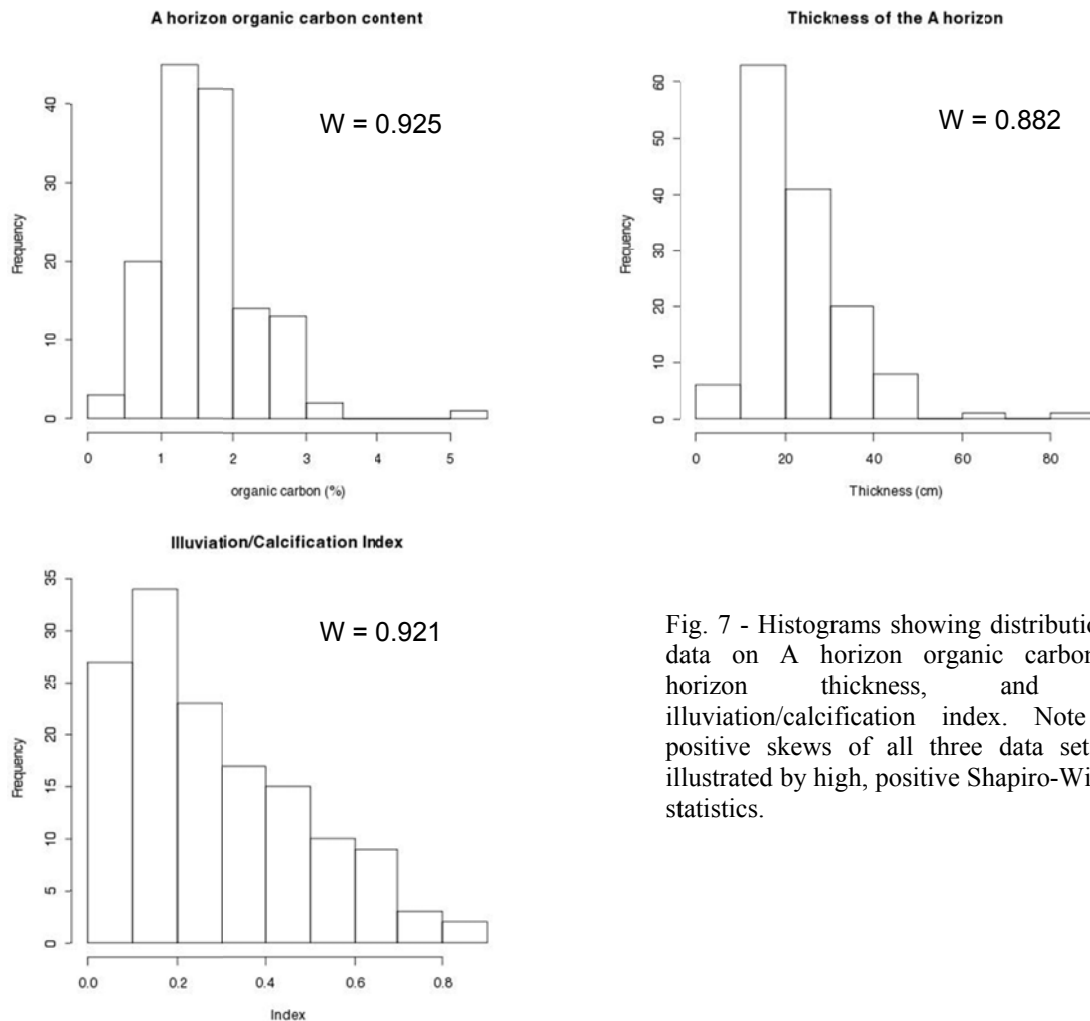 A horizon organic carbon content
W = 0.925
Frequency
0
10
20
30
40
0 1 2 3 4 5
organic carbon (%)
Thickness of the A horizon
W = 0.882
Frequency
0
10
20
30
40
50
60
0 20 40 60 80
Thickness (cm)
Illuviation/Calcification Index
W = 0.921
Frequency
0
5
10
15
20
25
30
35
0.0 0.2 0.4 0.6 0.8
Index
Fig. 7 - Histograms showing distributio
data on A horizon organic carbon
horizon thickness, and
illuviation/calcification index. Note
positive skews of all three data set
illustrated by high, positive Shapiro-Wi
statistics.